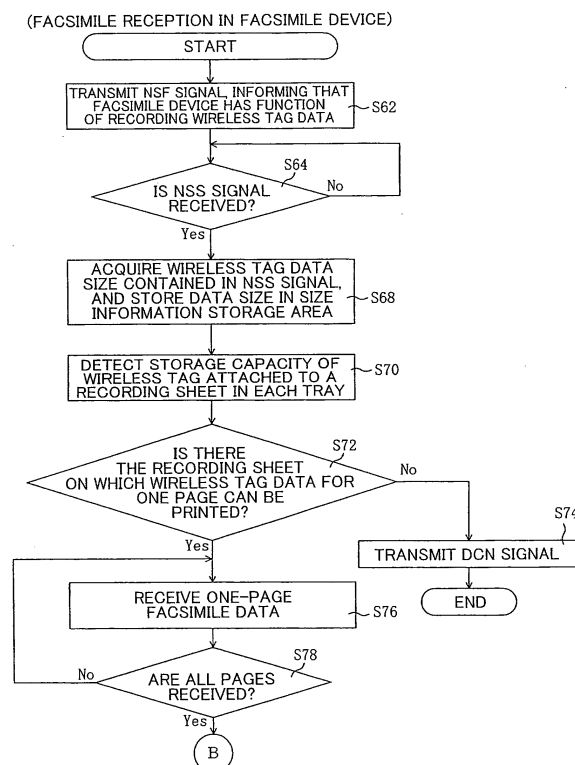 (FACSIMILE RECEPTION IN FACSIMILE DEVICE)
START
TRANSMIT NSF SIGNAL, INFORMING THAT
FACSIMILE DEVICE HAS FUNCTION
OF RECORDING WIRELESS TAG DATA
S62
S64
IS NSS SIGNAL
RECEIVED?
No
Yes
ACQUIRE WIRELESS TAG DATA
SIZE CONTAINED IN NSS SIGNAL,
AND STORE DATA SIZE IN SIZE
INFORMATION STORAGE AREA
S68
DETECT STORAGE CAPACITY OF
WIRELESS TAG ATTACHED TO A
RECORDING SHEET IN EACH TRAY
S70
S72
IS THERE
THE RECORDING SHEET
ON WHICH WIRELESS TAG DATA FOR
ONE PAGE CAN BE
PRINTED?
No
Yes
S74
TRANSMIT DCN SIGNAL
END
RECEIVE ONE-PAGE
FACSIMILE DATA
S76
S78
ARE ALL PAGES
RECEIVED?
No
Yes
B